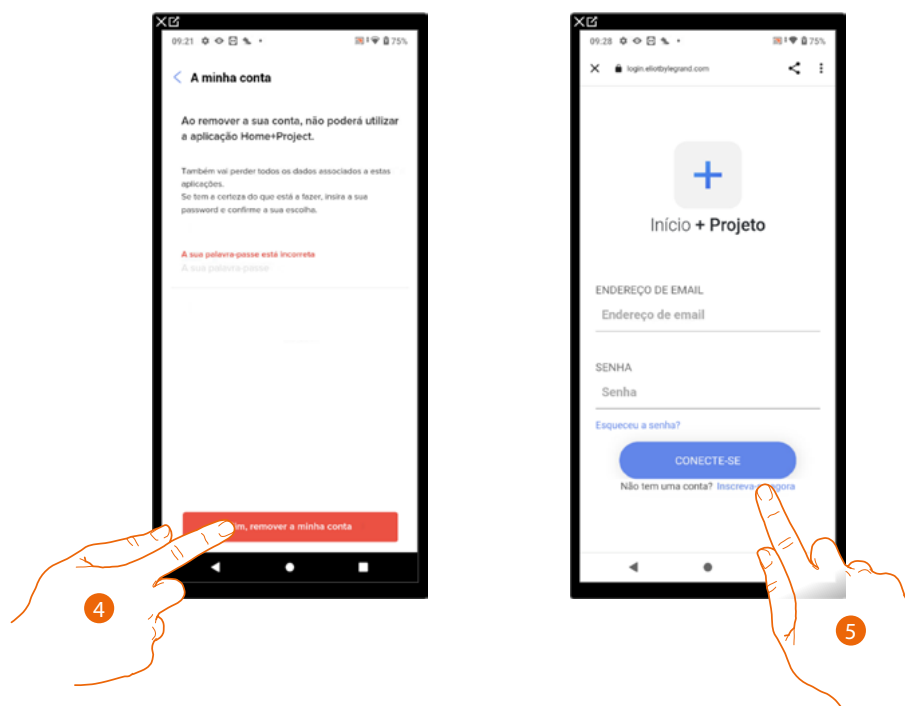 09:21
75%
A minha conta
Ao remover a sua conta, não poderá utilizar
a aplicação Home+Project.
Também vai perder todos os dados associados a estas
aplicações.
Se tem a certeza do que está a fazer, insira a sua
password e confirme a sua escolha.
A sua palavra-passe está incorreta
A sua palavra-passe
remover a minha conta
4
09:28
75%
login.eliotbylegrand.com
Início + Projeto
ENDEREÇO DE EMAIL
Endereço de email
SENHA
Senha
Esqueceu a senha?
CONECTE-SE
Não tem uma conta? Inscreva-
5